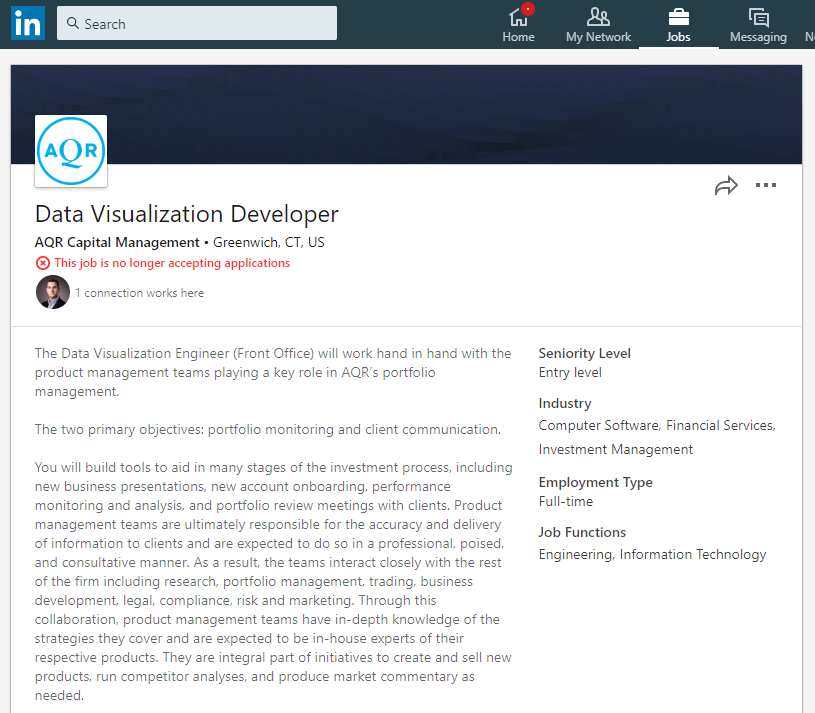 in
Search
Home
My Network
Jobs
Messaging
AQR
Data Visualization Developer
AQR Capital Management • Greenwich, CT, US
This job is no longer accepting applications
1 connection works here
The Data Visualization Engineer (Front Office) will work hand in hand with the
product management teams playing a key role in AQR’s portfolio
management.
The two primary objectives: portfolio monitoring and client communication.
You will build tools to aid in many stages of the investment process, including
new business presentations, new account onboarding, performance
monitoring and analysis, and portfolio review meetings with clients. Product
management teams are ultimately responsible for the accuracy and delivery
of information to clients and are expected to do so in a professional, poised,
and consultative manner. As a result, the teams interact closely with the rest
of the firm including research, portfolio management, trading, business
development, legal, compliance, risk and marketing. Through this
collaboration, product management teams have in-depth knowledge of the
strategies they cover and are expected to be in-house experts of their
respective products. They are integral part of initiatives to create and sell new
products, run competitor analyses, and produce market commentary as
needed.
Seniority Level
Entry level
Industry
Computer Software, Financial Services,
Investment Management
Employment Type
Full-time
Job Functions
Engineering, Information Technology